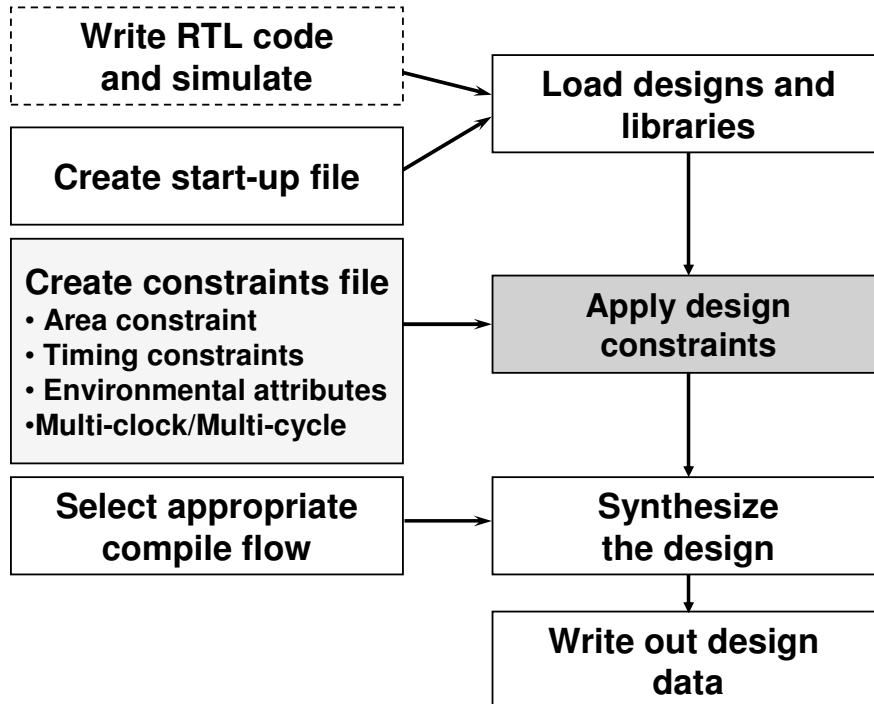 Write RTL code
and simulate
Load designs and
libraries
Create start-up file
Create constraints file
• Area constraint
• Timing constraints
• Environmental attributes
•Multi-clock/Multi-cycle
Apply design
constraints
Select appropriate
compile flow
Synthesize
the design
Write out design
data